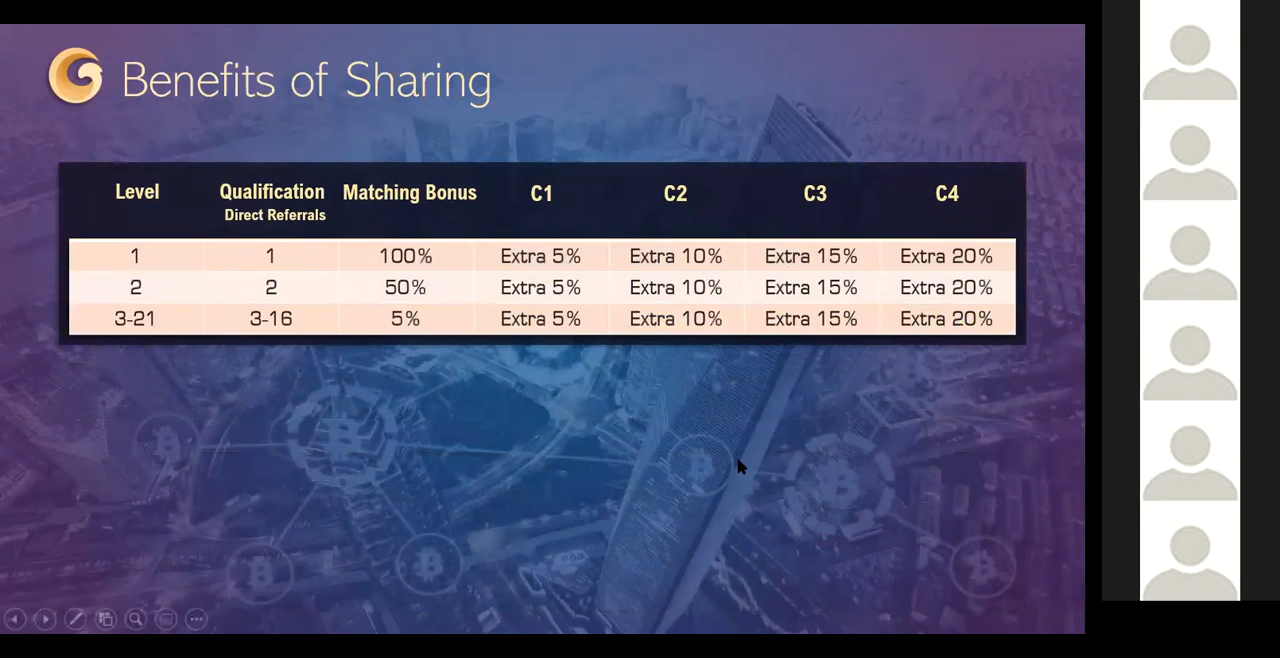 Benefits of Sharing
Level Qualification Matching Bonus C1 C2 C3 C4
Direct Referrals
1 1 100% Extra 5% Extra 10% Extra 15% Extra 20%
2 2 50% Extra 5% Extra 10% Extra 15% Extra 20%
3-21 3-16 5% Extra 5% Extra 10% Extra 15% Extra 20%